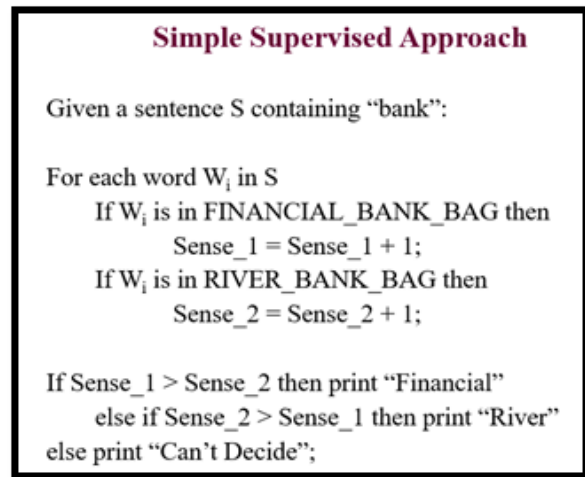 Simple Supervised Approach
Given a sentence S containing “bank”:
For each word Wᵢ in S
If Wᵢ is in FINANCIAL_BANK_BAG then
Sense_1 = Sense_1 + 1;
If Wᵢ is in RIVER_BANK_BAG then
Sense_2 = Sense_2 + 1;
If Sense_1 > Sense_2 then print “Financial”
else if Sense_2 > Sense_1 then print “River”
else print “Can’t Decide”;